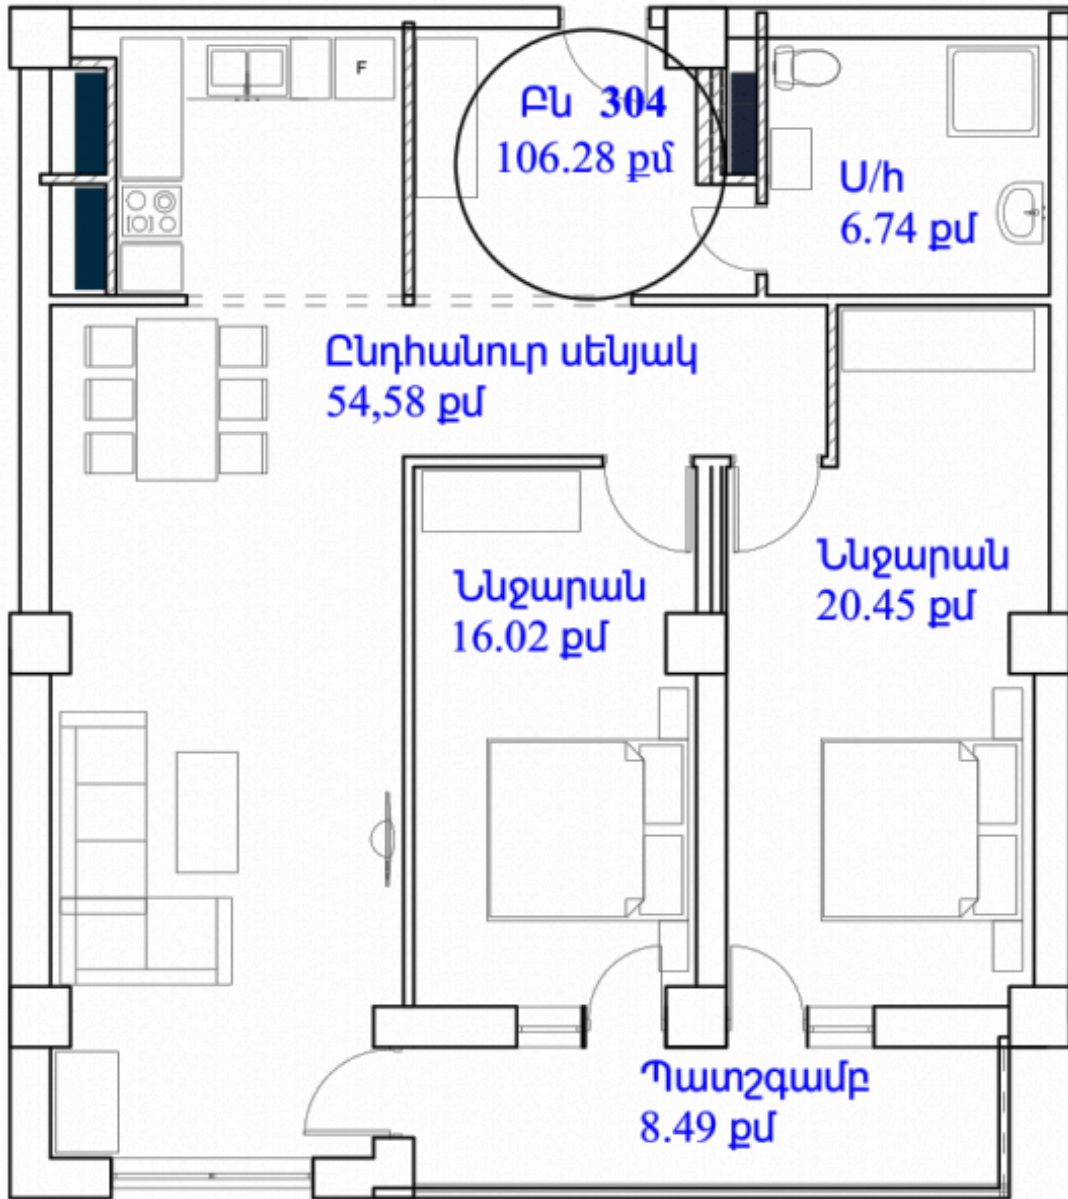 F
Բն 304
106.28 քմ
Ս/հ
6.74 քմ
Ընդհանուր սենյակ
54,58 քմ
Ննջարան
16.02 քմ
Ննջարան
20.45 քմ
Պատշգամբ
8.49 քմ